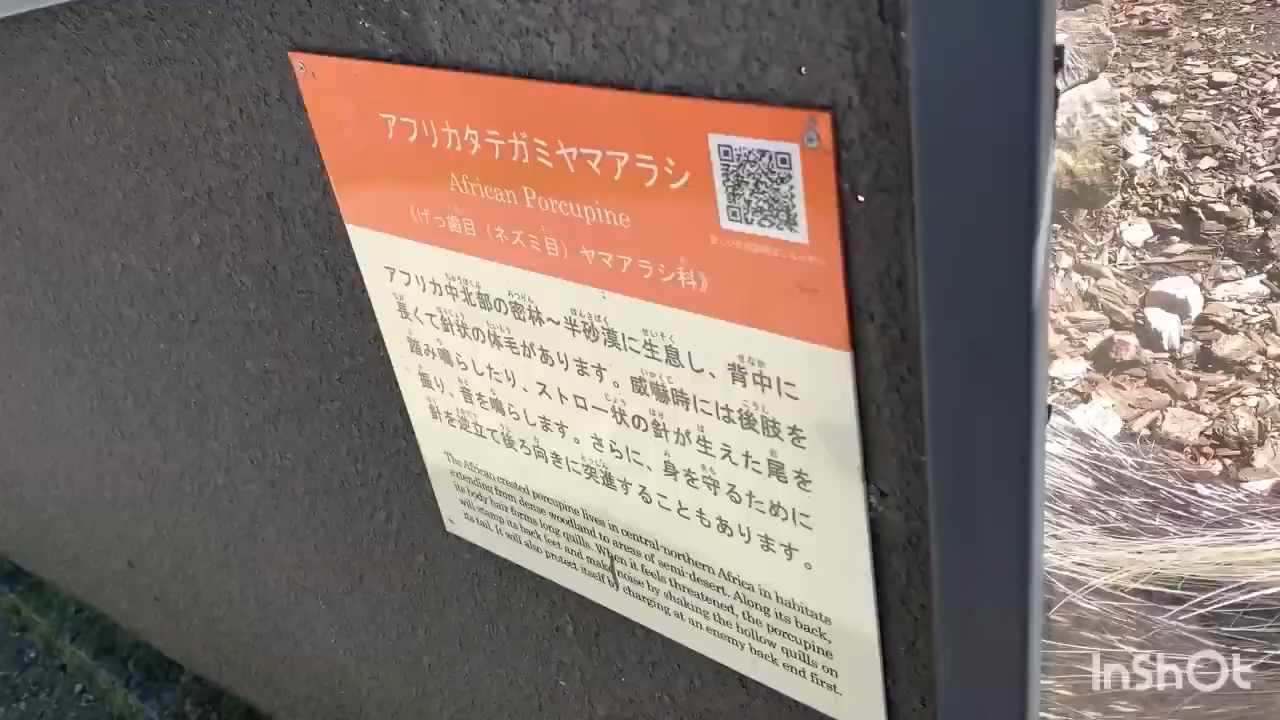 アフリカタテガミヤマアラシ
African Porcupine
《げっ歯目（ネズミ目）ヤマアラシ科》
アフリカ中北部の密林～半砂漠に生息し、背中に
長くて針状の体毛があります。威嚇時には後肢を
踏み鳴らしたり、ストロー状の針が生えた尾を
振り、音を鳴らします。さらに、身を守るために
針を逆立て後ろ向きに突進することもあります。
The African crested porcupine lives in central-northern Africa in habitats
extending from dense woodland to areas of semi-desert. Along its back,
its body hair forms long quills. When it feels threatened, the porcupine
will stamp its back feet and make noise by shaking the hollow quills on
its tail. It will also protect itself by charging at an enemy back end first.
InShOt